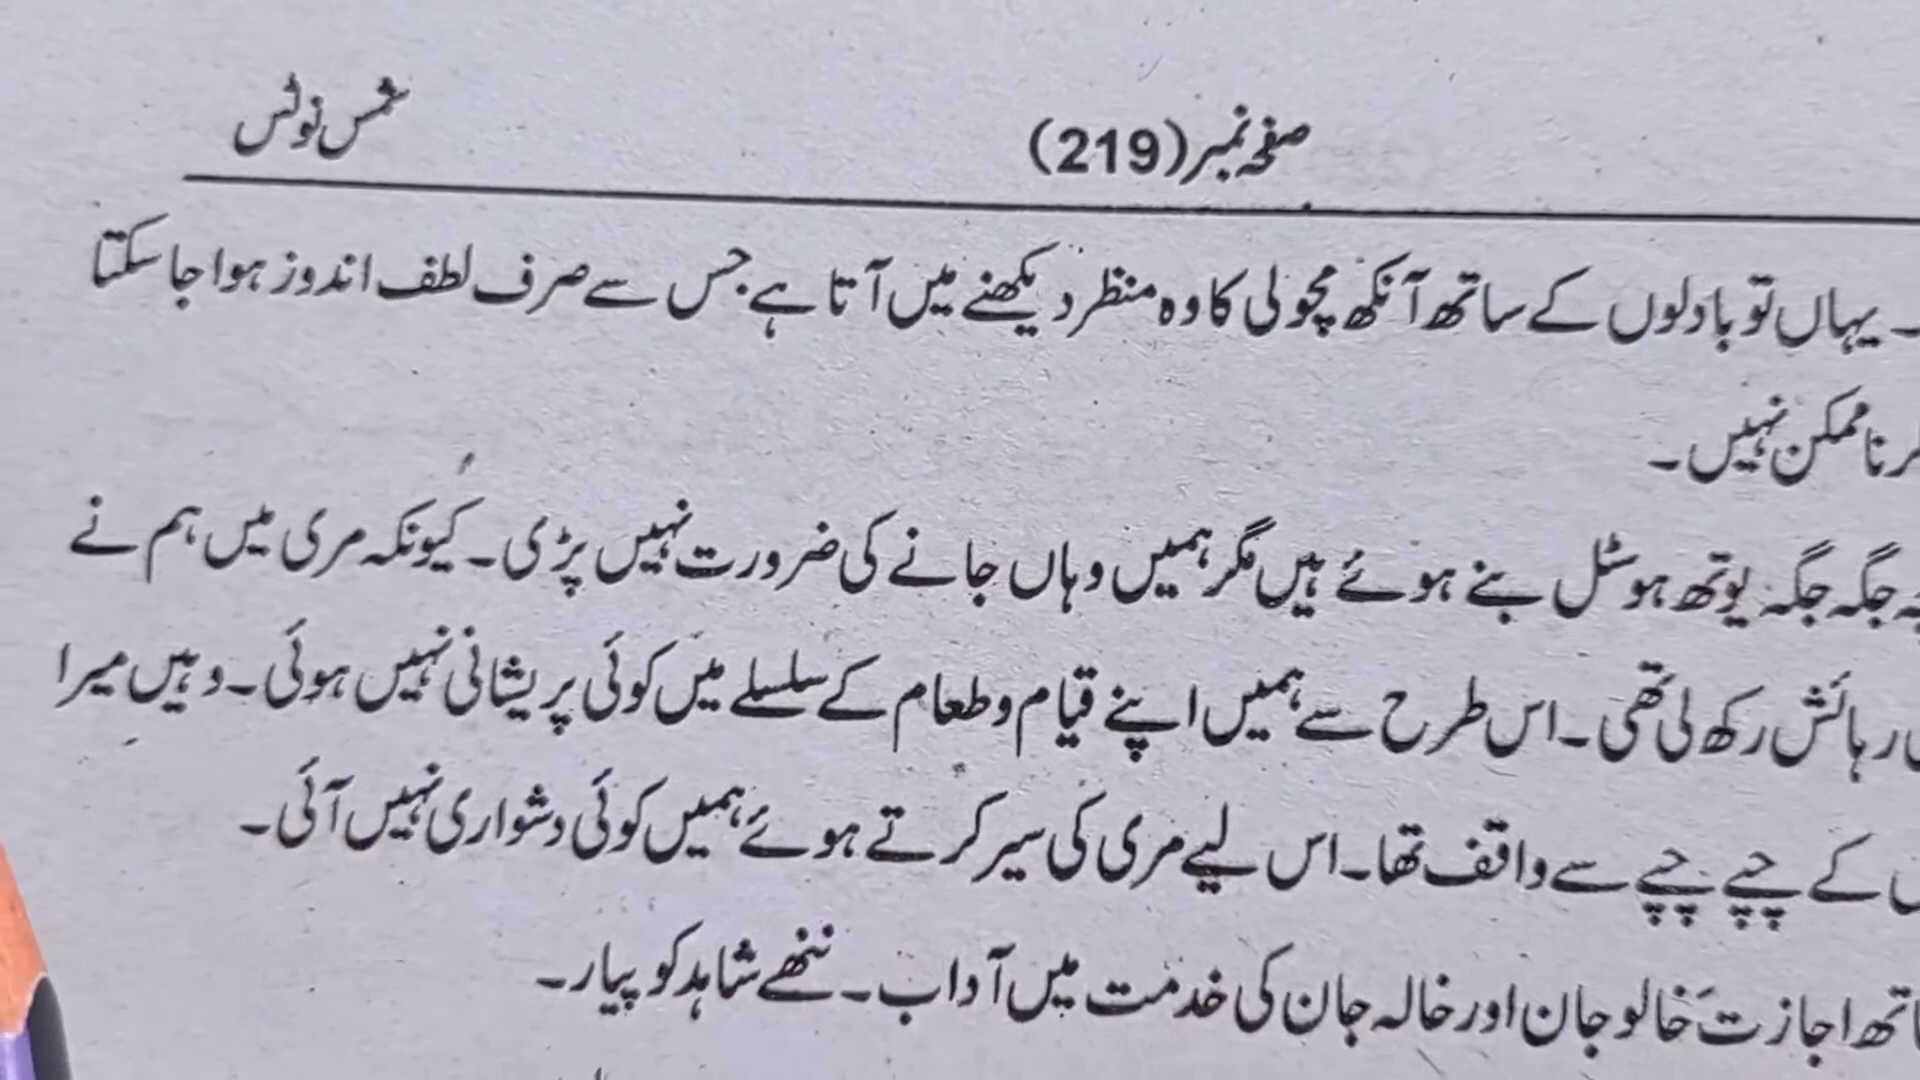 صفحہ نمبر (219) شمس نوٹس
۔ یہاں تو بادلوں کے ساتھ آنکھ مچولی کا وہ منظر دیکھنے میں آتا ہے جس سے صرف لطف اندوز ہوا جا سکتا
نا ممکن نہیں۔
جگہ جگہ یوتھ ہوسٹل بنے ہوئے ہیں مگر ہمیں وہاں جانے کی ضرورت نہیں پڑی۔ کیونکہ مری میں ہم نے
رہائش رکھ لی تھی۔ اس طرح سے ہمیں اپنے قیام و طعام کے سلسلے میں کوئی پریشانی نہیں ہوئی۔ وہیں میرا
کے چپے چپے سے واقف تھا۔ اس لیے مری کی سیر کرتے ہوئے ہمیں کوئی دشواری نہیں آئی۔
اجازت خالو جان اور خالہ جان کی خدمت میں آداب۔ ننھے شاہد کو پیار۔